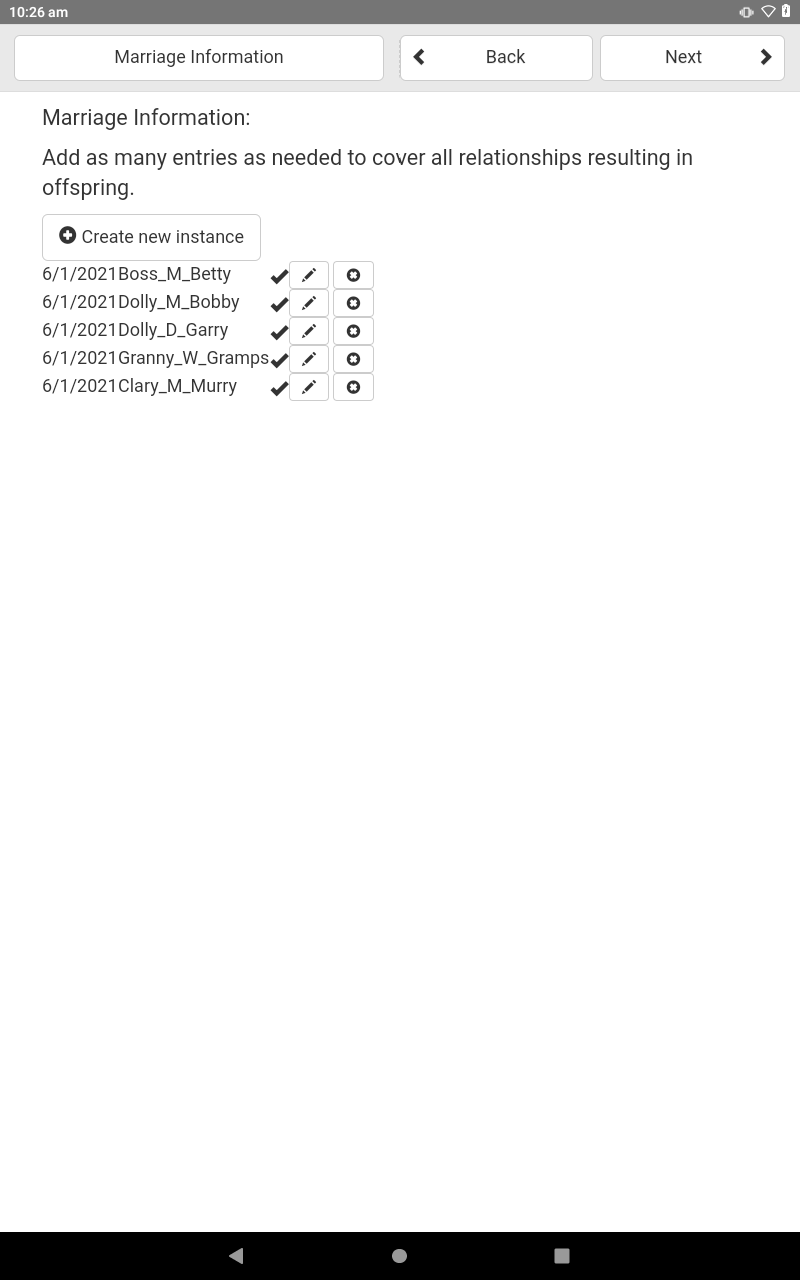 10:26 am
Marriage Information
Back
Next
Marriage Information:
Add as many entries as needed to cover all relationships resulting in
offspring.
Create new instance
6/1/2021Boss_M_Betty
6/1/2021Dolly_M_Bobby
6/1/2021Dolly_D_Garry
6/1/2021Granny_W_Gramps
6/1/2021Clary_M_Murry